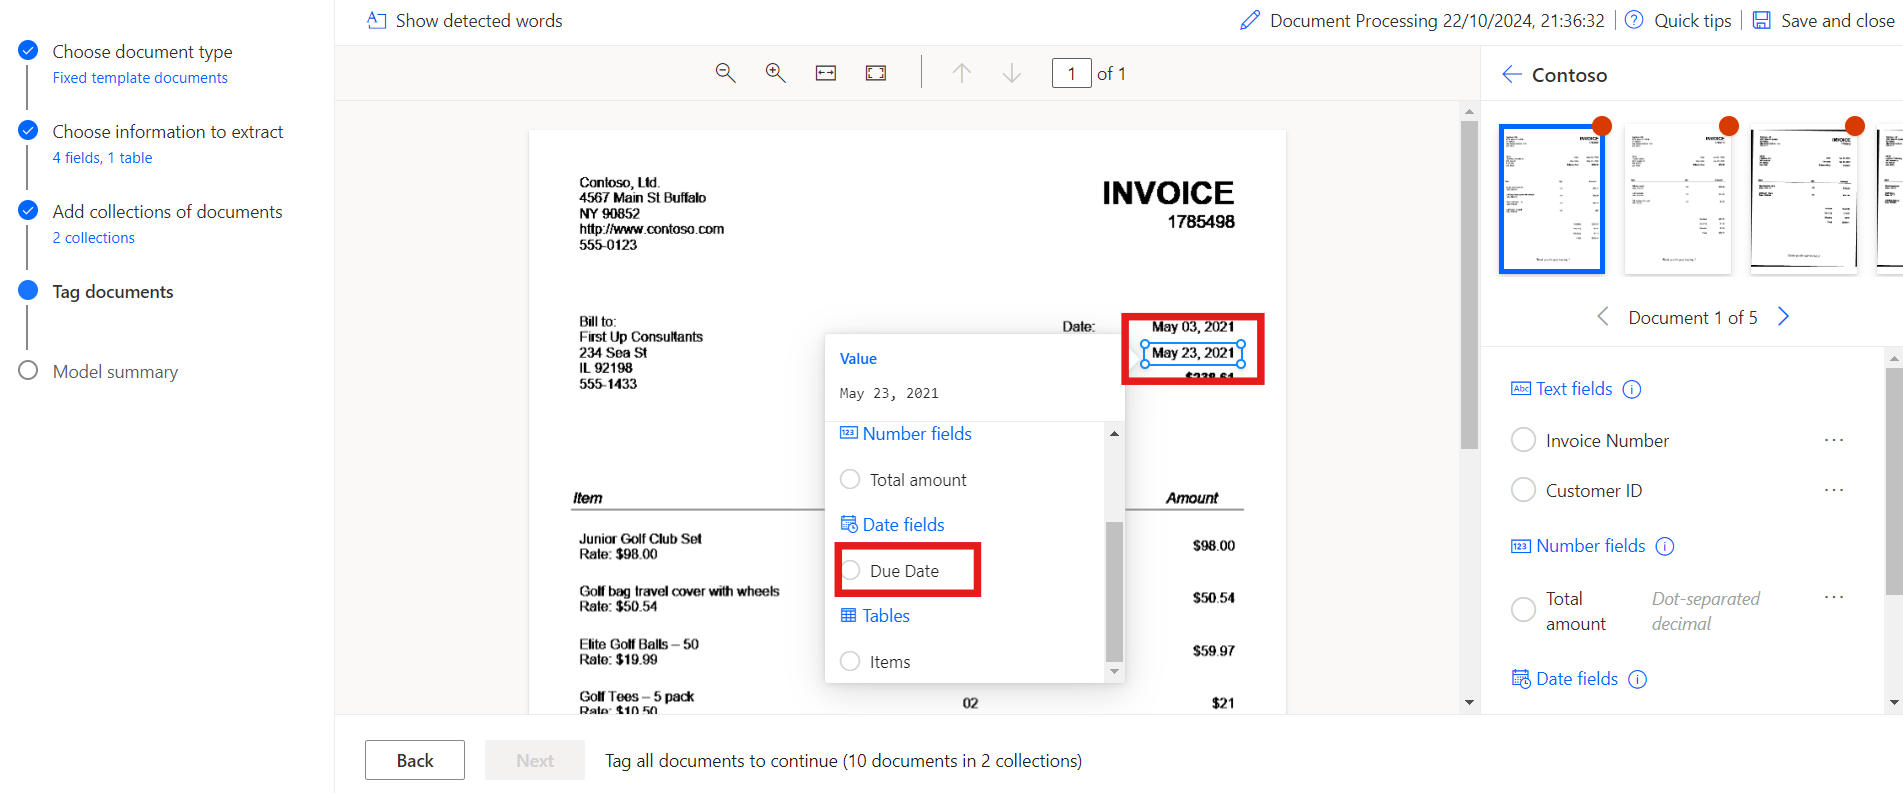 Show detected words
Document Processing 22/10/2024, 21:36:32
Quick tips
Save and close
Choose document type
Fixed template documents
Choose information to extract
4 fields, 1 table
Add collections of documents
2 collections
Tag documents
Model summary
1 of 1
Contoso, Ltd.
4567 Main St Buffalo
NY 90852
http://www.contoso.com
555-0123
INVOICE
1785498
Bill to:
First Up Consultants
234 Sea St
IL 92198
555-1433
Date: May 03, 2021
May 23, 2021
$238.61
Value
May 23, 2021
123 Number fields
Total amount
Date fields
Due Date
Tables
Items
Item
Amount
Junior Golf Club Set
Rate: $98.00
$98.00
Golf bag travel cover with wheels
Rate: $50.54
$50.54
Elite Golf Balls – 50
Rate: $19.99
$59.97
Golf Tees – 5 pack
Rate: $10.50
02
$21
Contoso
INVOICE
INVOICE
INVOICE
Document 1 of 5
Abc Text fields
Invoice Number
Customer ID
123 Number fields
Total amount
Dot-separated decimal
Date fields
Back
Next
Tag all documents to continue (10 documents in 2 collections)